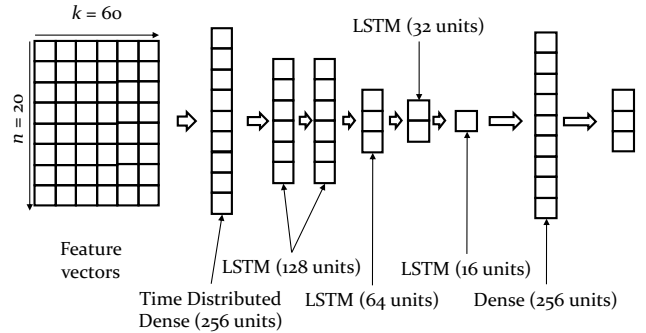 k = 60
n = 20
LSTM (32 units)
Feature
vectors
LSTM (128 units)
LSTM (16 units)
Time Distributed
Dense (256 units)
LSTM (64 units)
Dense (256 units)